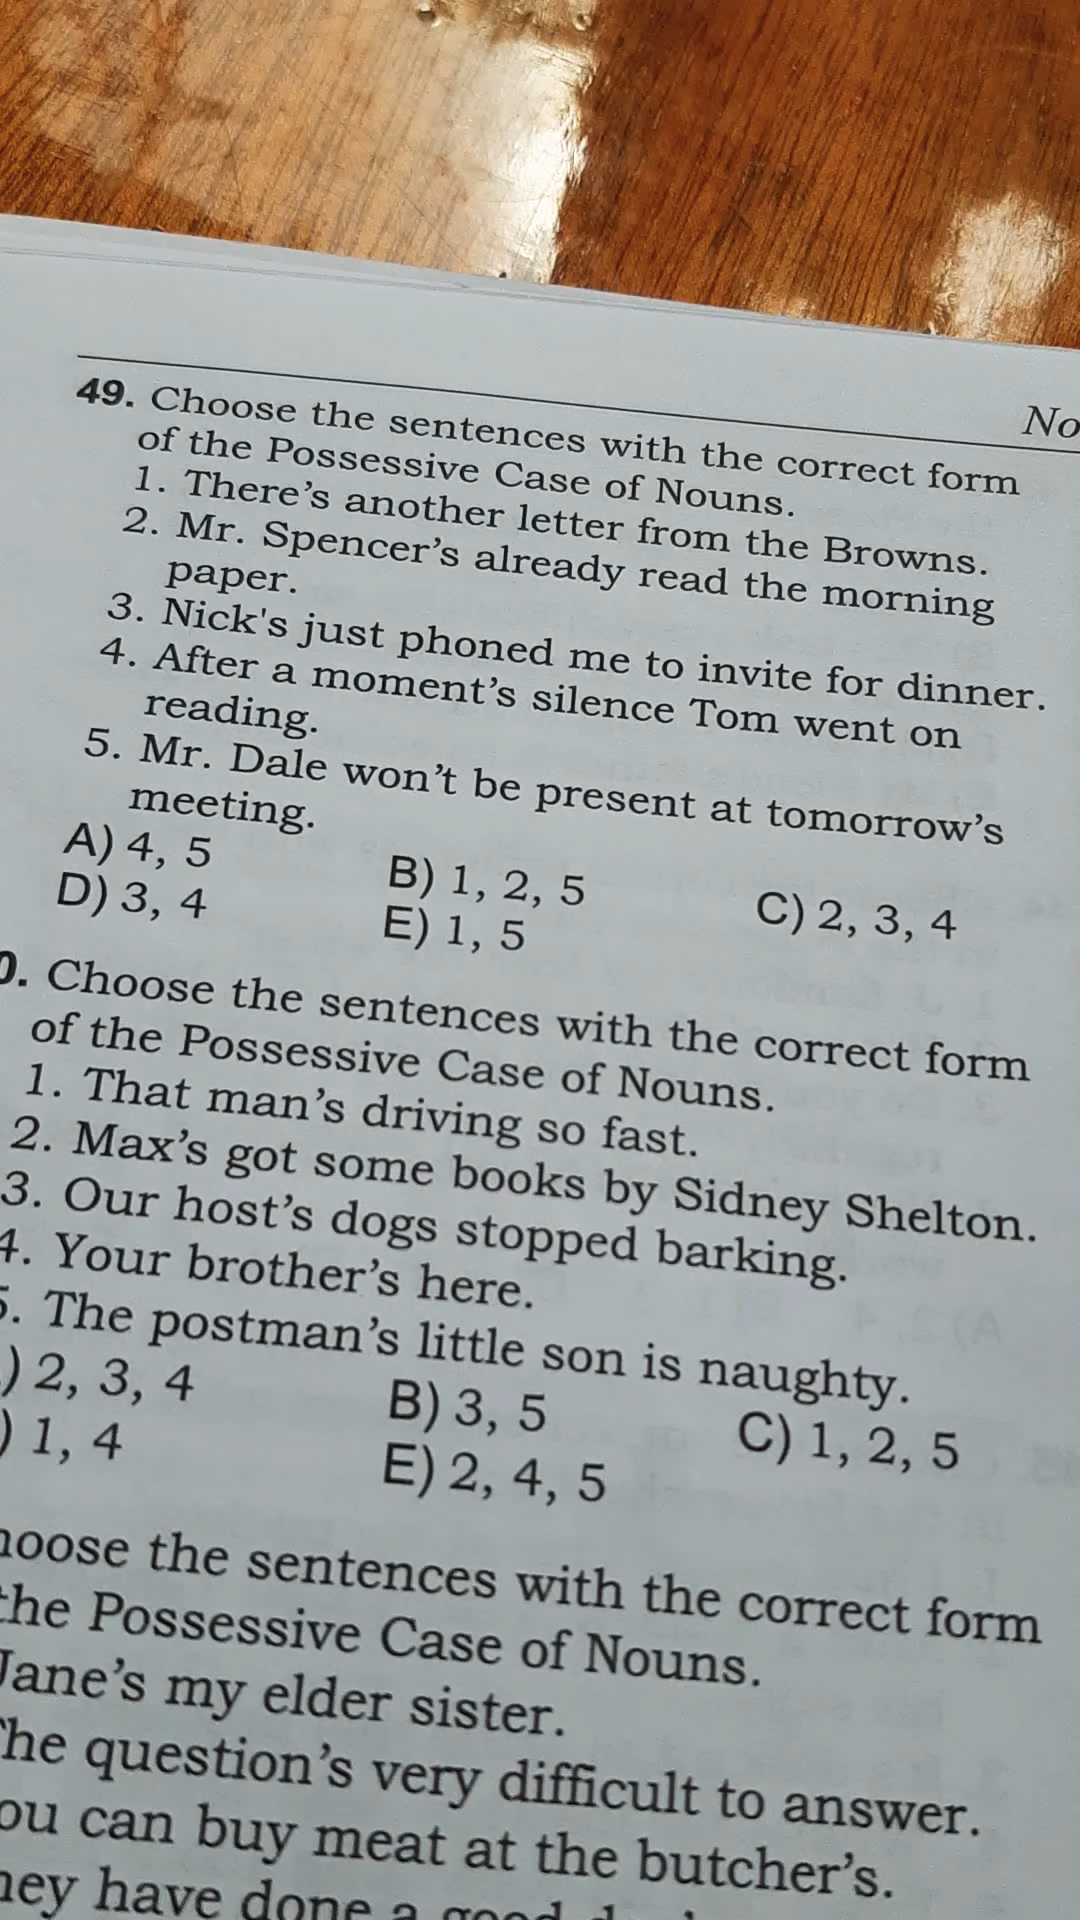 No
49. Choose the sentences with the correct form
of the Possessive Case of Nouns.
1. There’s another letter from the Browns.
2. Mr. Spencer’s already read the morning
paper.
3. Nick's just phoned me to invite for dinner.
4. After a moment’s silence Tom went on
reading.
5. Mr. Dale won’t be present at tomorrow’s
meeting.
A) 4, 5 B) 1, 2, 5 C) 2, 3, 4
D) 3, 4 E) 1, 5
0. Choose the sentences with the correct form
of the Possessive Case of Nouns.
1. That man’s driving so fast.
2. Max’s got some books by Sidney Shelton.
3. Our host’s dogs stopped barking.
4. Your brother’s here.
5. The postman’s little son is naughty.
) 2, 3, 4 B) 3, 5 C) 1, 2, 5
) 1, 4 E) 2, 4, 5
hoose the sentences with the correct form
the Possessive Case of Nouns.
Jane’s my elder sister.
The question’s very difficult to answer.
ou can buy meat at the butcher’s.
hey have done a good